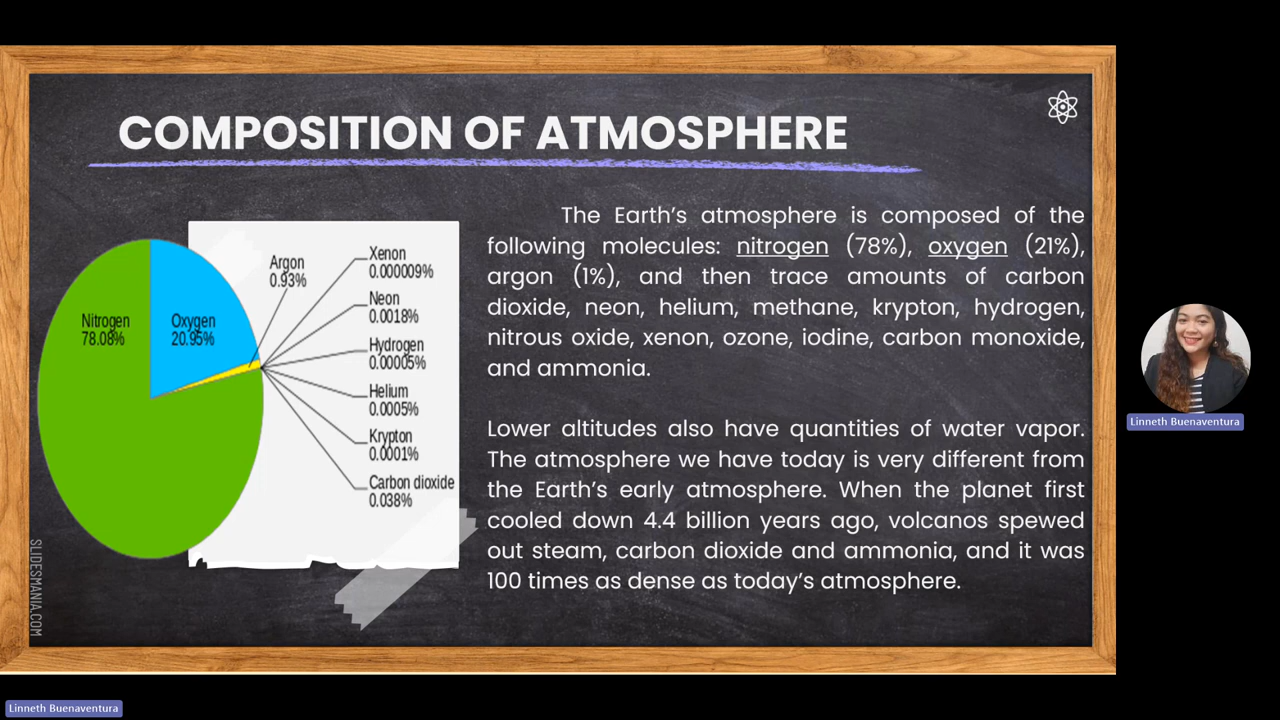 COMPOSITION OF ATMOSPHERE
Nitrogen
78.08%
Oxygen
20.95%
Argon
0.93%
Xenon
0.000009%
Neon
0.0018%
Hydrogen
0.00005%
Helium
0.0005%
Krypton
0.0001%
Carbon dioxide
0.038%
The Earth's atmosphere is composed of the
following molecules: nitrogen (78%), oxygen (21%),
argon (1%), and then trace amounts of carbon
dioxide, neon, helium, methane, krypton, hydrogen,
nitrous oxide, xenon, ozone, iodine, carbon monoxide,
and ammonia.
Lower altitudes also have quantities of water vapor.
The atmosphere we have today is very different from
the Earth's early atmosphere. When the planet first
cooled down 4.4 billion years ago, volcanos spewed
out steam, carbon dioxide and ammonia, and it was
100 times as dense as today's atmosphere.
SLIDESMANIA.COM
Linneth Buenaventura
Linneth Buenaventura